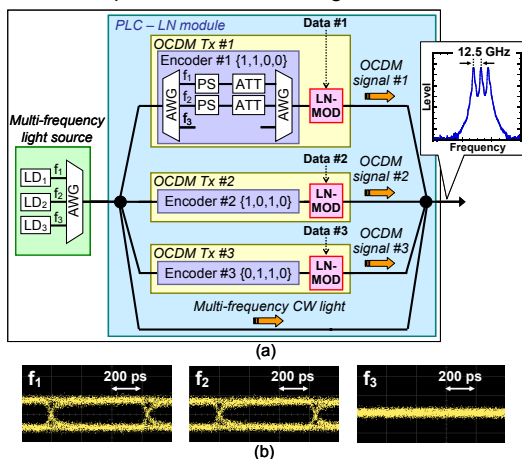 PLC – LN module
OCDM Tx #1
Encoder #1 {1,1,0,0}
Data #1
AWG
f1
PS
ATT
f2
PS
ATT
f3
AWG
LN-
MOD
OCDM
signal #1
12.5 GHz
Level
Frequency
Multi-frequency
light source
LD1
f1
LD2
f2
LD3
f3
AWG
OCDM Tx #2
Encoder #2 {1,0,1,0}
Data #2
LN-
MOD
OCDM
signal #2
OCDM Tx #3
Encoder #3 {0,1,1,0}
Data #3
LN-
MOD
OCDM
signal #3
Multi-frequency CW light
(a)
f1
200 ps
f2
200 ps
f3
200 ps
(b)